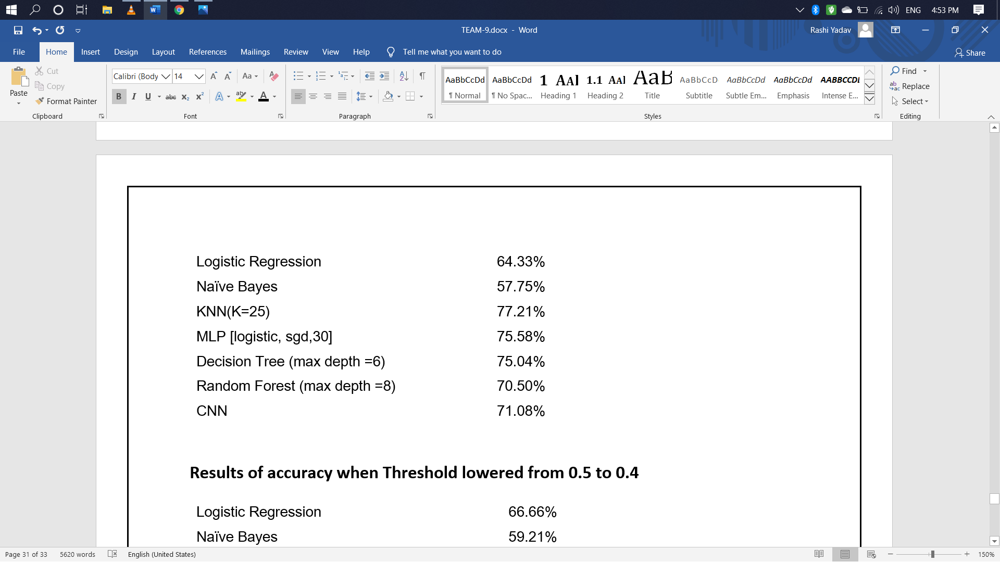 ENG 4:53 PM
TEAM-9.docx - Word
Rashi Yadav
File Home Insert Design Layout References Mailings Review View Help Tell me what you want to do
Share
Paste
Cut
Copy
Format Painter
Clipboard
Calibri (Body 14
Font
Paragraph
AaBbCcDd AaBbCcDd 1 AAI 1.1 AAI AaB AaBbCcD AaBbCcDd AaBbCcDd AABBCCDI
¶ Normal ¶ No Spac... Heading 1 Heading 2 Title Subtitle Subtle Em... Emphasis Intense E...
Styles
Find
Replace
Select
Editing
Logistic Regression 64.33%
Naïve Bayes 57.75%
KNN(K=25) 77.21%
MLP [logistic, sgd,30] 75.58%
Decision Tree (max depth =6) 75.04%
Random Forest (max depth =8) 70.50%
CNN 71.08%
Results of accuracy when Threshold lowered from 0.5 to 0.4
Logistic Regression 66.66%
Naïve Bayes 59.21%
Page 31 of 33 5620 words English (United States) 150%